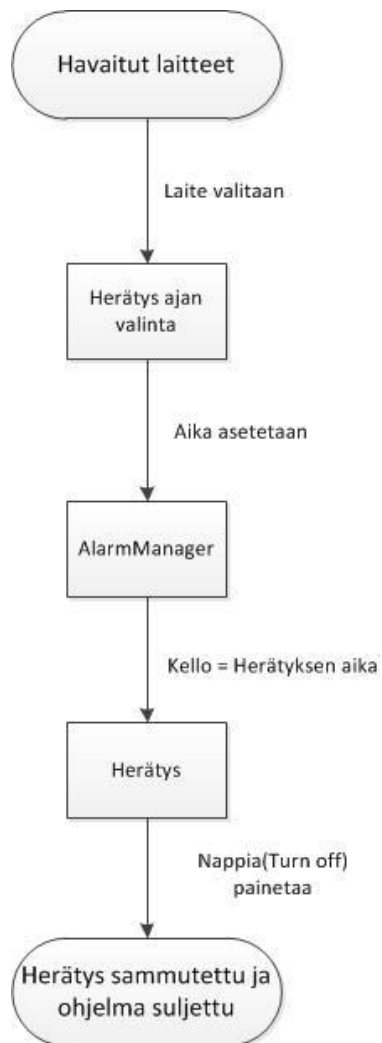 Havaitut laitteet
Laite valitaan
Herätys ajan
valinta
Aika asetetaan
AlarmManager
Kello = Herätyksen aika
Herätys
Nappia(Turn off)
painetaa
Herätys sammutettu ja
ohjelma suljettu